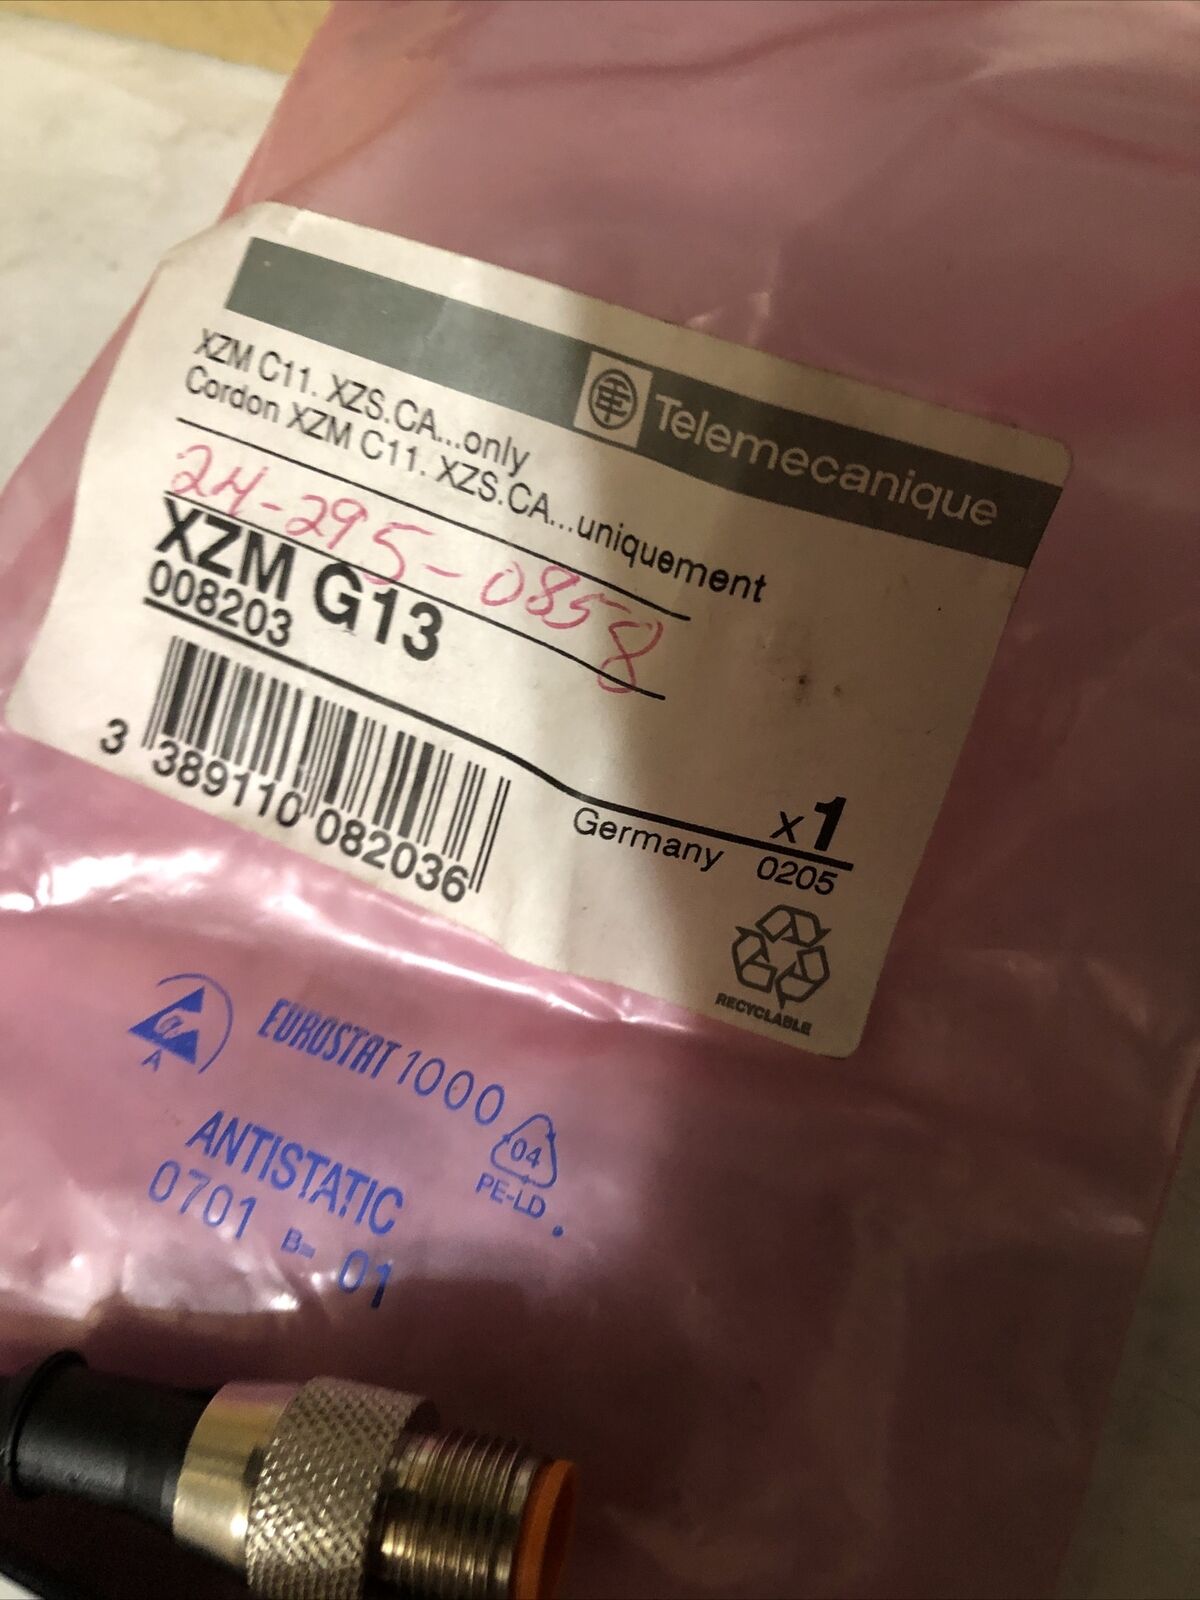 Telemecanique
XZM C11. XZS.CA...only
Cordon XZM C11. XZS.CA...uniquement
24-295-0858
XZM G13
008203
3 389110 082036
x1
Germany 0205
RECYCLABLE
EUROSTAT 1000
A
04
PE-LD
ANTISTATIC
0701 B= 01